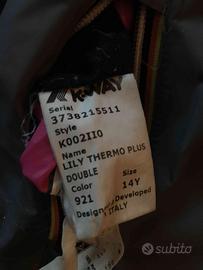 K-WAY
Serial
3738215511
Style
K002II0
Name
LILY THERMO PLUS
DOUBLE
Color Size
921 14Y
Designed Developed
ITALY
subito